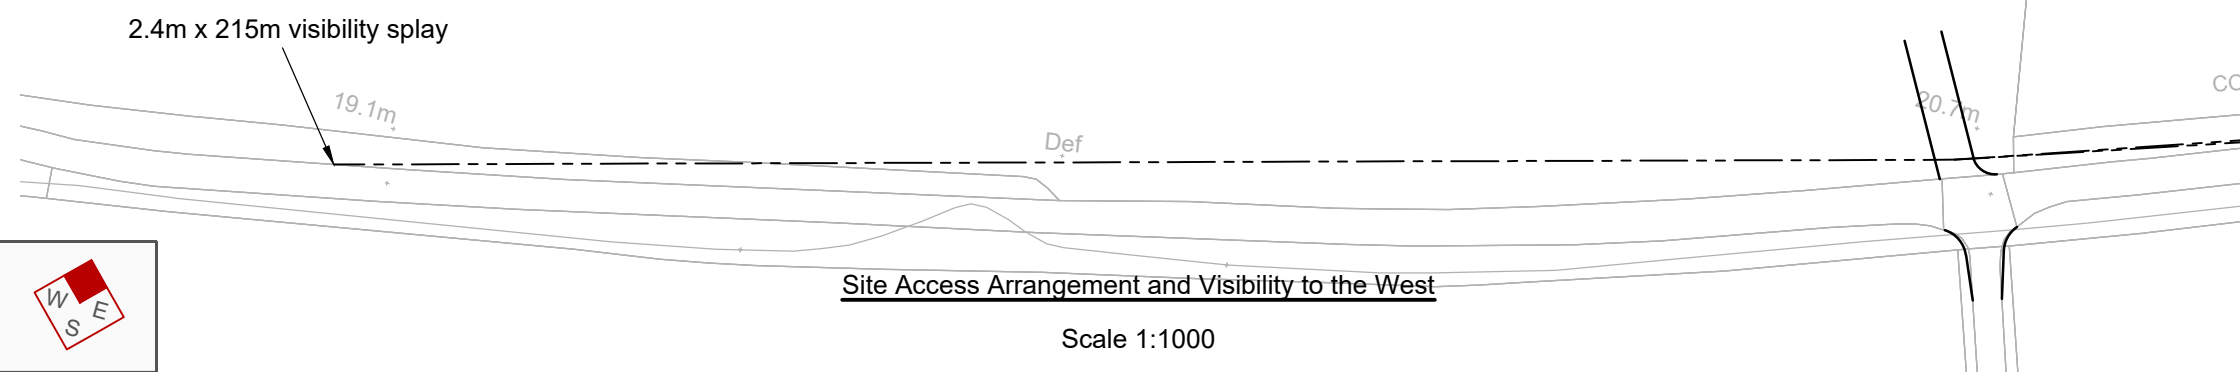 2.4m x 215m visibility splay
19.1m
Def
20.7m
CC
Site Access Arrangement and Visibility to the West
Scale 1:1000
W
E
S